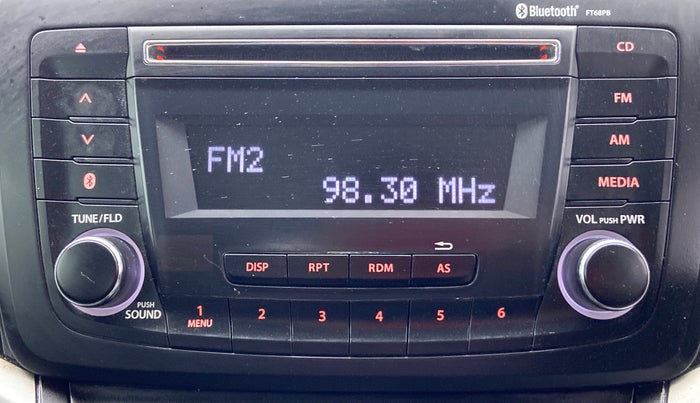 Bluetooth® FT68PB
CD
FM
AM
MEDIA
FM2
98.30 MHz
TUNE/FLD
VOL PUSH PWR
DISP RPT RDM AS
PUSH
SOUND
1 2 3 4 5 6
MENU